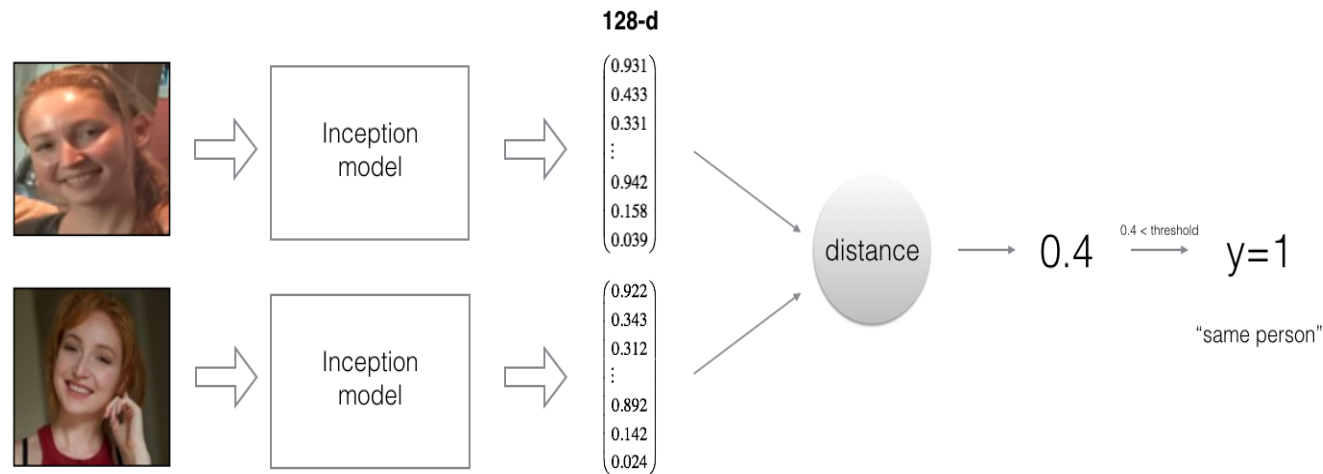 128-d
Inception
model
0.931
0.433
0.331
⋮
0.942
0.158
0.039
Inception
model
0.922
0.343
0.312
⋮
0.892
0.142
0.024
distance
0.4
0.4 < threshold
y=1
“same person”